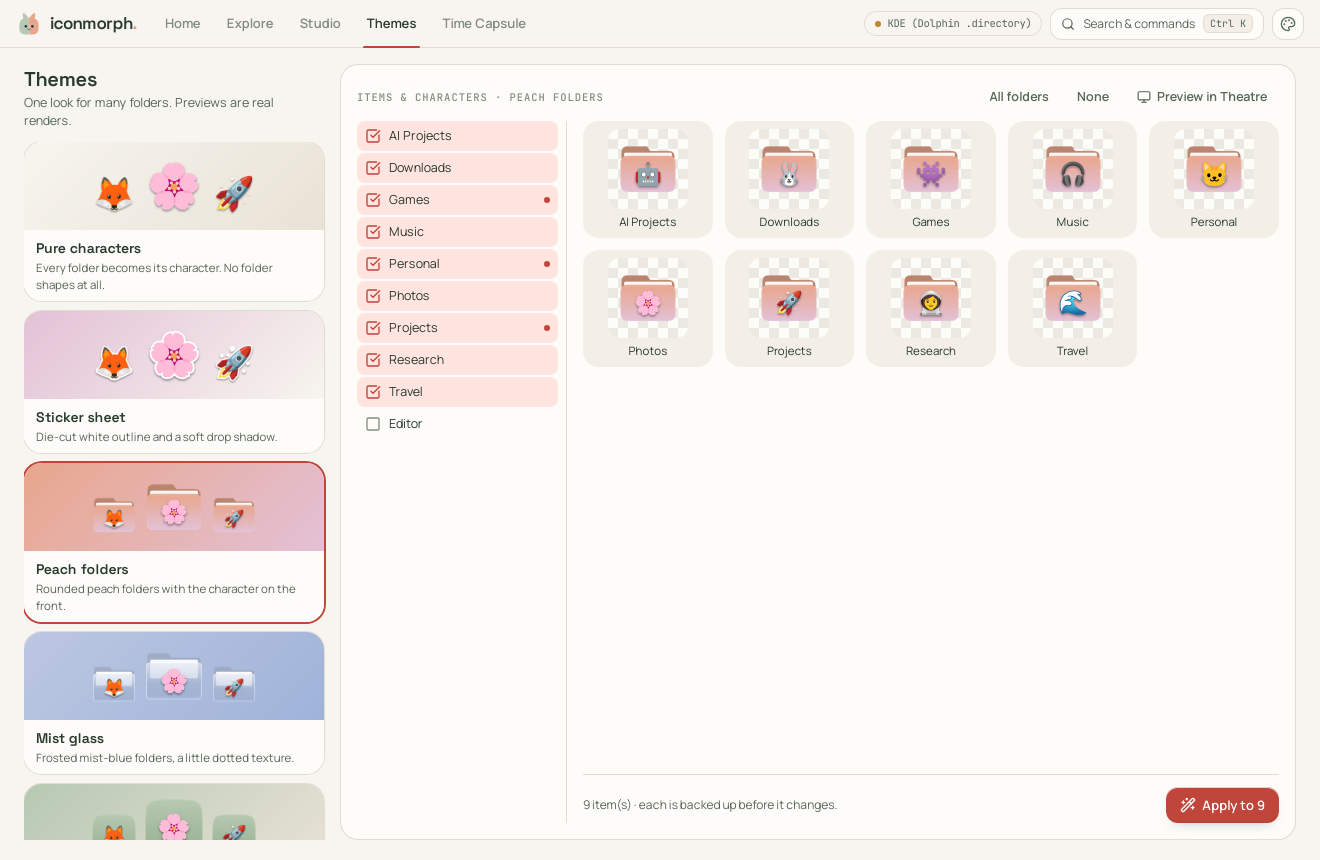 iconmorph.
Home
Explore
Studio
Themes
Time Capsule
KDE (Dolphin .directory)
Search & commands
Ctrl K
Themes
One look for many folders. Previews are real
renders.
Pure characters
Every folder becomes its character. No folder
shapes at all.
Sticker sheet
Die-cut white outline and a soft drop shadow.
Peach folders
Rounded peach folders with the character on the
front.
Mist glass
Frosted mist-blue folders, a little dotted texture.
ITEMS & CHARACTERS · PEACH FOLDERS
All folders
None
Preview in Theatre
AI Projects
Downloads
Games
Music
Personal
Photos
Projects
Research
Travel
Editor
AI Projects
Downloads
Games
Music
Personal
Photos
Projects
Research
Travel
9 item(s) · each is backed up before it changes.
Apply to 9